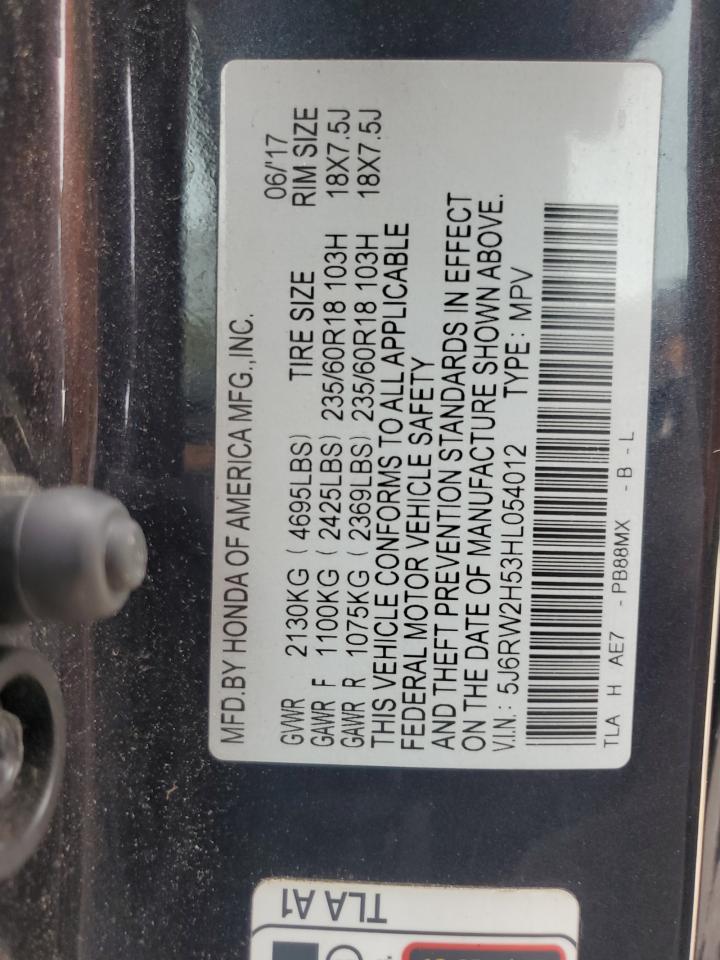 MFD.BY HONDA OF AMERICA MFG.,INC.
06/'17
GVWR 2130KG ( 4695LBS) TIRE SIZE RIM SIZE
GAWR F 1100KG ( 2425LBS) 235/60R18 103H 18X7.5J
GAWR R 1075KG ( 2369LBS) 235/60R18 103H 18X7.5J
THIS VEHICLE CONFORMS TO ALL APPLICABLE
FEDERAL MOTOR VEHICLE SAFETY
AND THEFT PREVENTION STANDARDS IN EFFECT
ON THE DATE OF MANUFACTURE SHOWN ABOVE.
V.I.N.: 5J6RW2H53HL054012 TYPE: MPV
TLA H AE7 -PB88MX -B-L
TLA A1